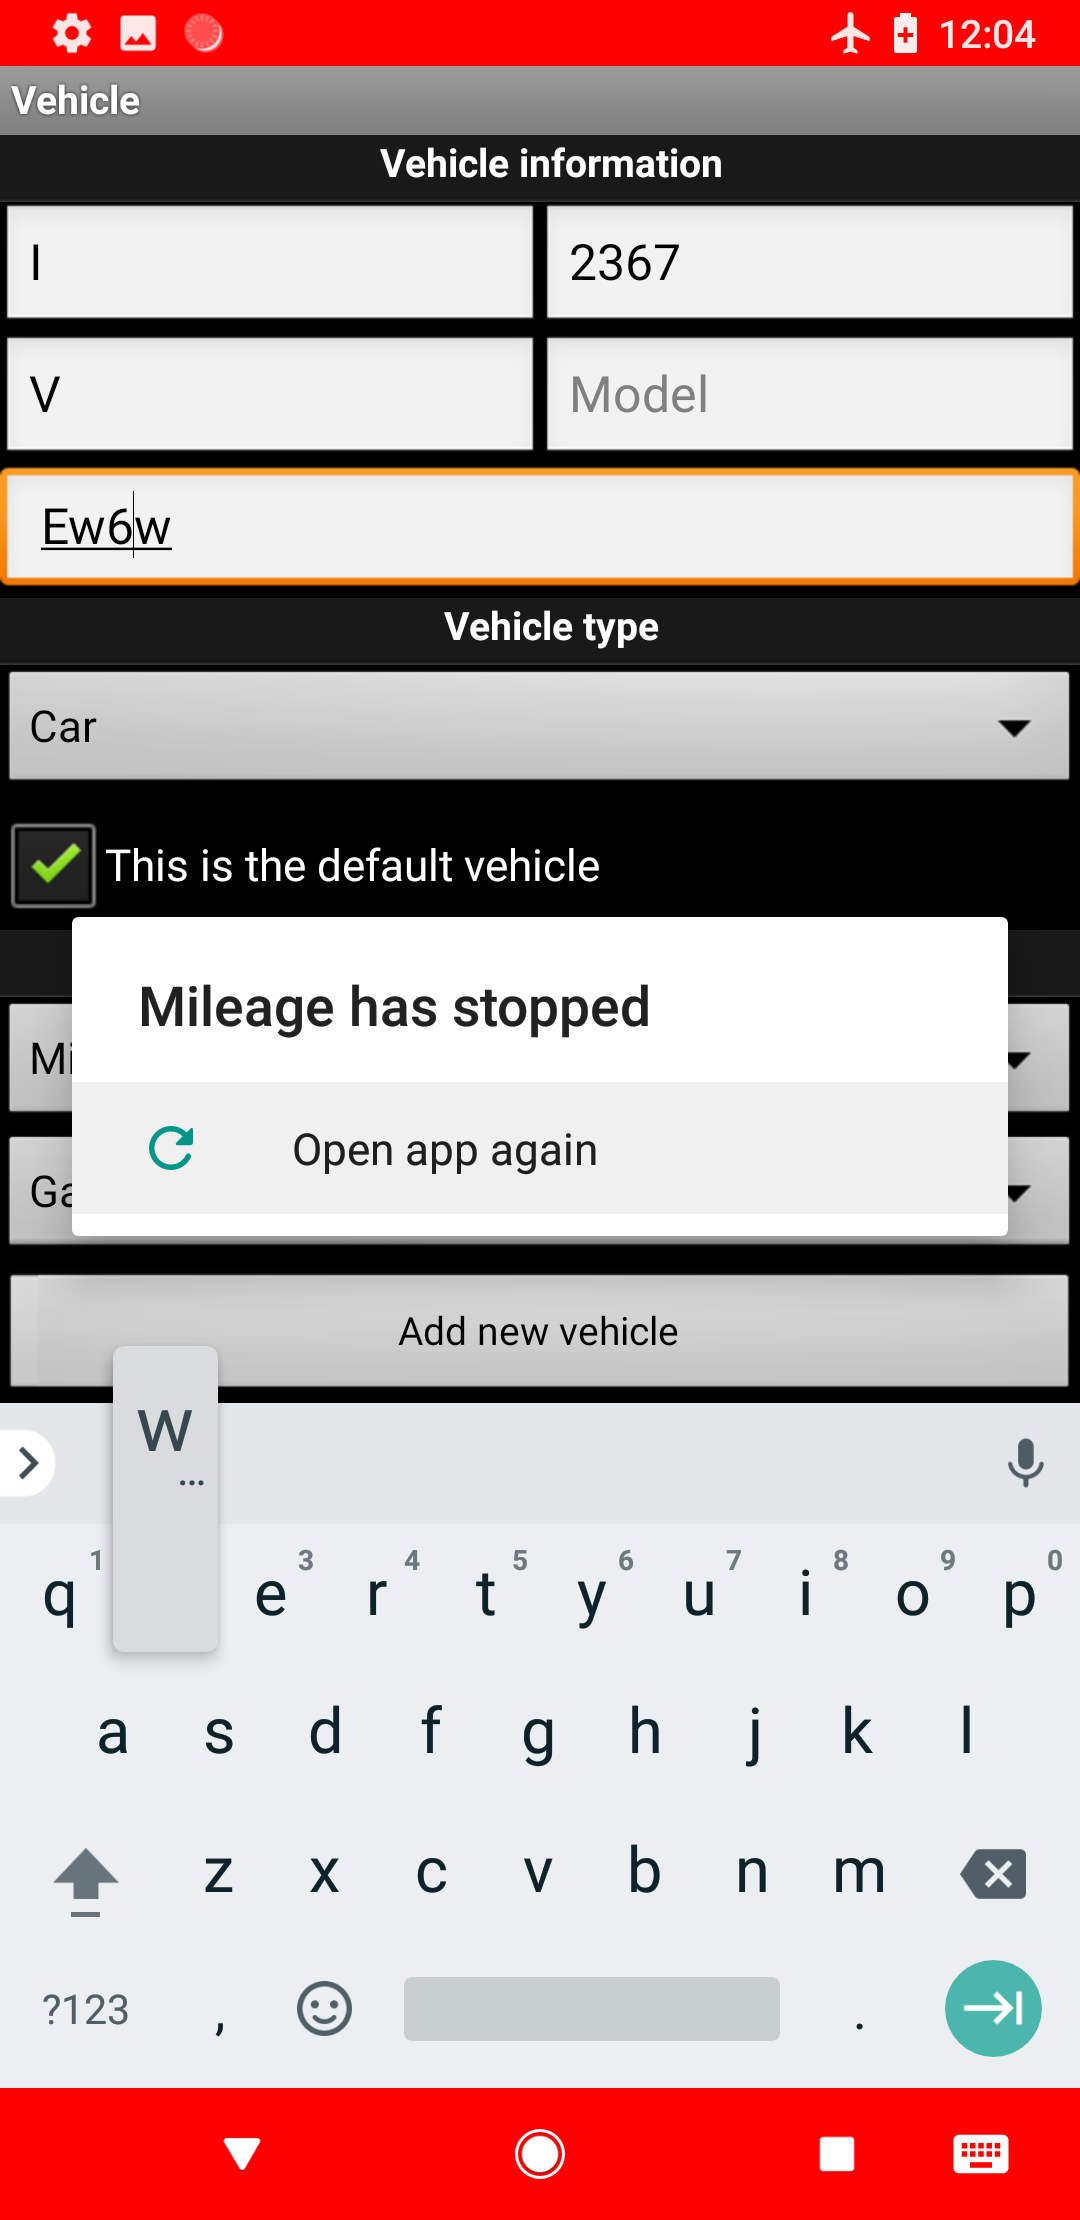 12:04
Vehicle
Vehicle information
I 2367
V Model
Ew6w
Vehicle type
Car
This is the default vehicle
Mileage has stopped
Mi
Open app again
Ga
Add new vehicle
W
...
1 3 4 5 6 7 8 9 0
q e r t y u i o p
a s d f g h j k l
z x c v b n m
?123 , .